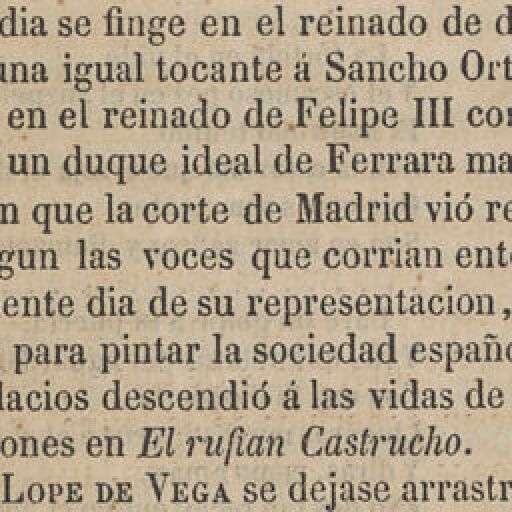 dia se finge en el reinado de d
una igual tocante á Sancho Ort
en el reinado de Felipe III con
un duque ideal de Ferrara ma
n que la corte de Madrid vió re
gun las voces que corrian ent
ente dia de su representacion,
para pintar la sociedad españo
lacios descendió á las vidas de
ones en El rufian Castrucho.
LOPE DE VEGA se dejase arrastr